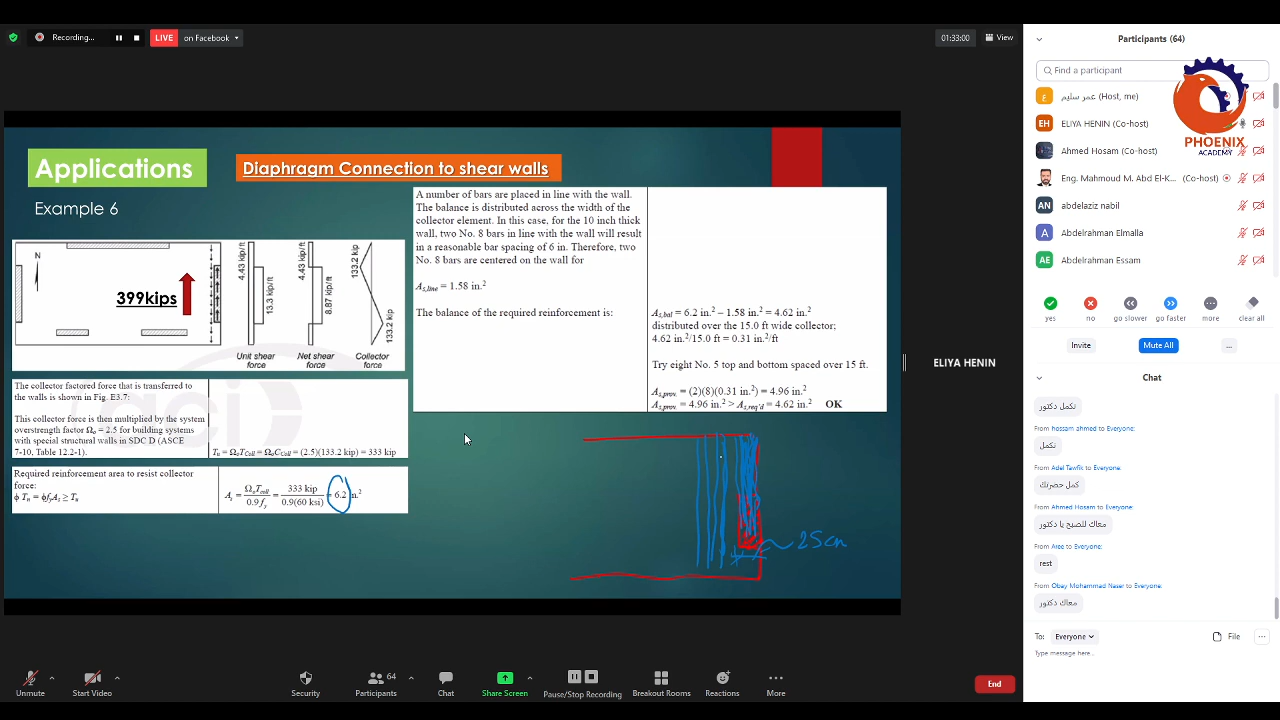 Recording...
LIVE on Facebook
01:33:00
View
Applications
Diaphragm Connection to shear walls
Example 6
N
399kips
4.43 kip/ft
13.3 kip/ft
4.43 kip/ft
8.87 kip/ft
133.2 kip
133.2 kip
Unit shear force
Net shear force
Collector force
The collector factored force that is transferred to
the walls is shown in Fig. E3.7:
This collector force is then multiplied by the system
overstrength factor Ωo = 2.5 for building systems
with special structural walls in SDC D (ASCE
7-10, Table 12.2-1).
Tu = ΩoTColl = ΩoCColl = (2.5)(133.2 kip) = 333 kip
Required reinforcement area to resist collector
force:
ϕ Tn = ϕfyAs ≥ Tu
As = ΩoTcoll / 0.9 fy = 333 kip / 0.9(60 ksi) = 6.2 in.²
A number of bars are placed in line with the wall.
The balance is distributed across the width of the
collector element. In this case, for the 10 inch thick
wall, two No. 8 bars in line with the wall will result
in a reasonable bar spacing of 6 in. Therefore, two
No. 8 bars are centered on the wall for
As,line = 1.58 in.²
The balance of the required reinforcement is:
As,bal = 6.2 in.² – 1.58 in.² = 4.62 in.²
distributed over the 15.0 ft wide collector;
4.62 in.²/15.0 ft = 0.31 in.²/ft
Try eight No. 5 top and bottom spaced over 15 ft.
As,prov. = (2)(8)(0.31 in.²) = 4.96 in.²
As,prov. = 4.96 in.² > As,req'd = 4.62 in.² OK
25cm
aci
ELIYA HENIN
Participants (64)
Find a participant
ع عمر سليم (Host, me)
EH ELIYA HENIN (Co-host)
Ahmed Hosam (Co-host)
Eng. Mahmoud M. Abd El-K... (Co-host)
AN abdelaziz nabil
A Abdelrahman Elmalla
AE Abdelrahman Essam
PHOENIX
ACADEMY
yes no go slower go faster more clear all
Invite Mute All ...
Chat
نكمل دكتور
From hossam ahmed to Everyone:
نكمل
From Adel Tawfik to Everyone:
كمل حضرتك
From Ahmed Hosam to Everyone:
معاك للصبح يا دكتور
From Aree to Everyone:
rest
From Obay Mohammad Naser to Everyone:
معاك دكتور
To: Everyone File ...
Type message here...
Unmute Start Video Security Participants 64 Chat Share Screen Pause/Stop Recording Breakout Rooms Reactions More End